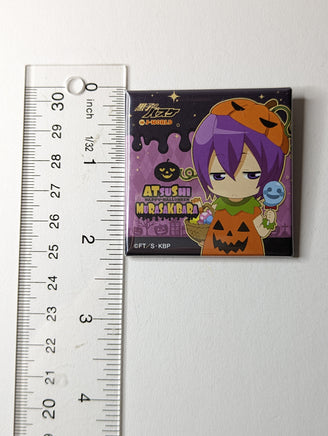 黒子のバスケ
in J-WORLD
ATSUSHI
MURASAKIBARA
©FT/S·KBP
0
inch
1/32
1
2
3
4
30
29
28
27
26
25
24
23
22
21
20